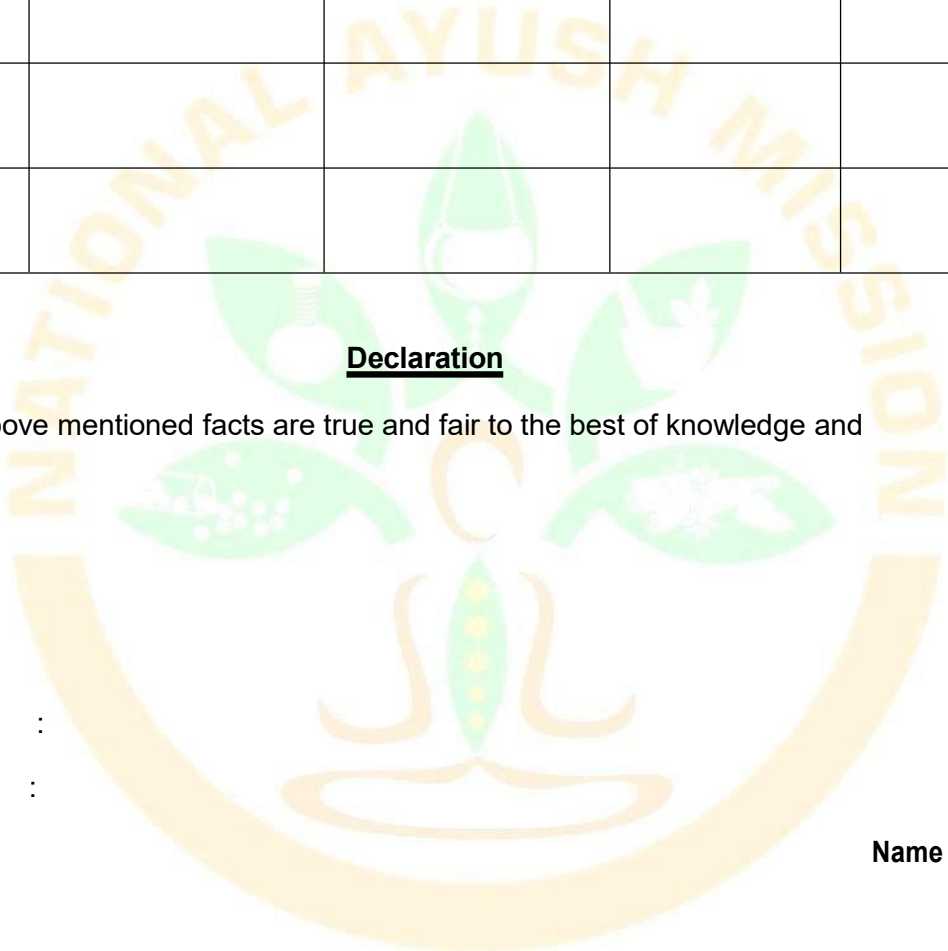 NATIONAL AYUSH MISSION
Declaration
ove mentioned facts are true and fair to the best of knowledge and
:
:
Name